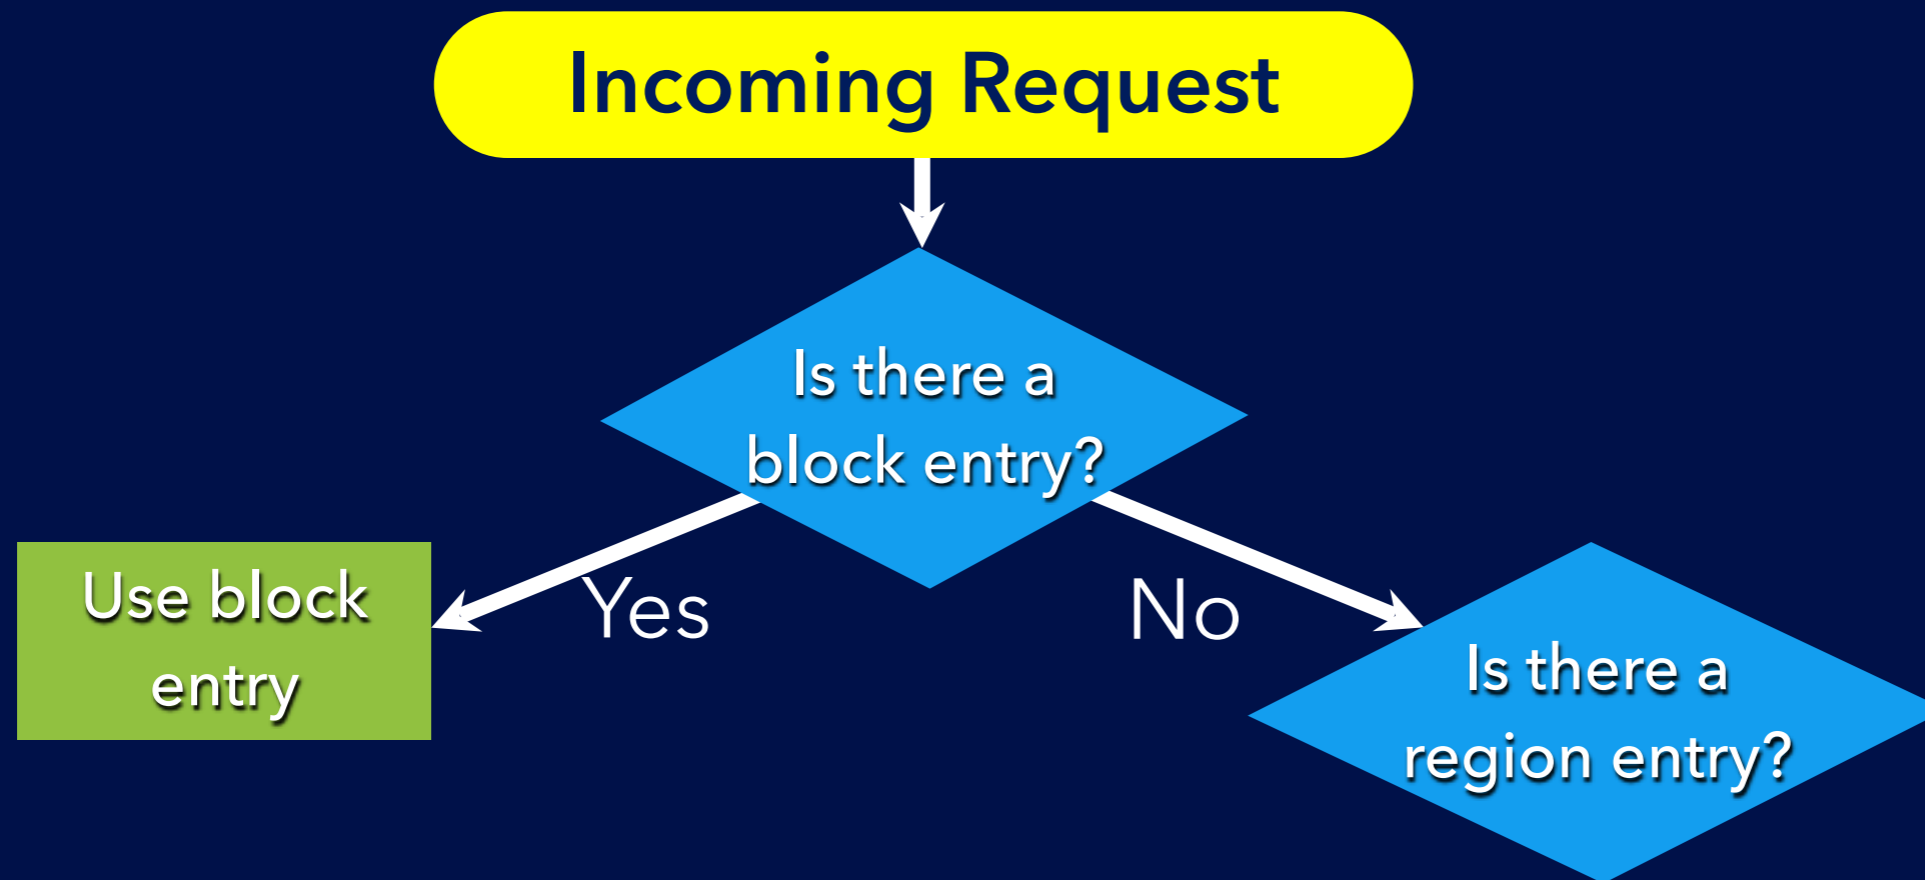 Incoming Request
Is there a
block entry?
Use block
entry
Yes
No
Is there a
region entry?